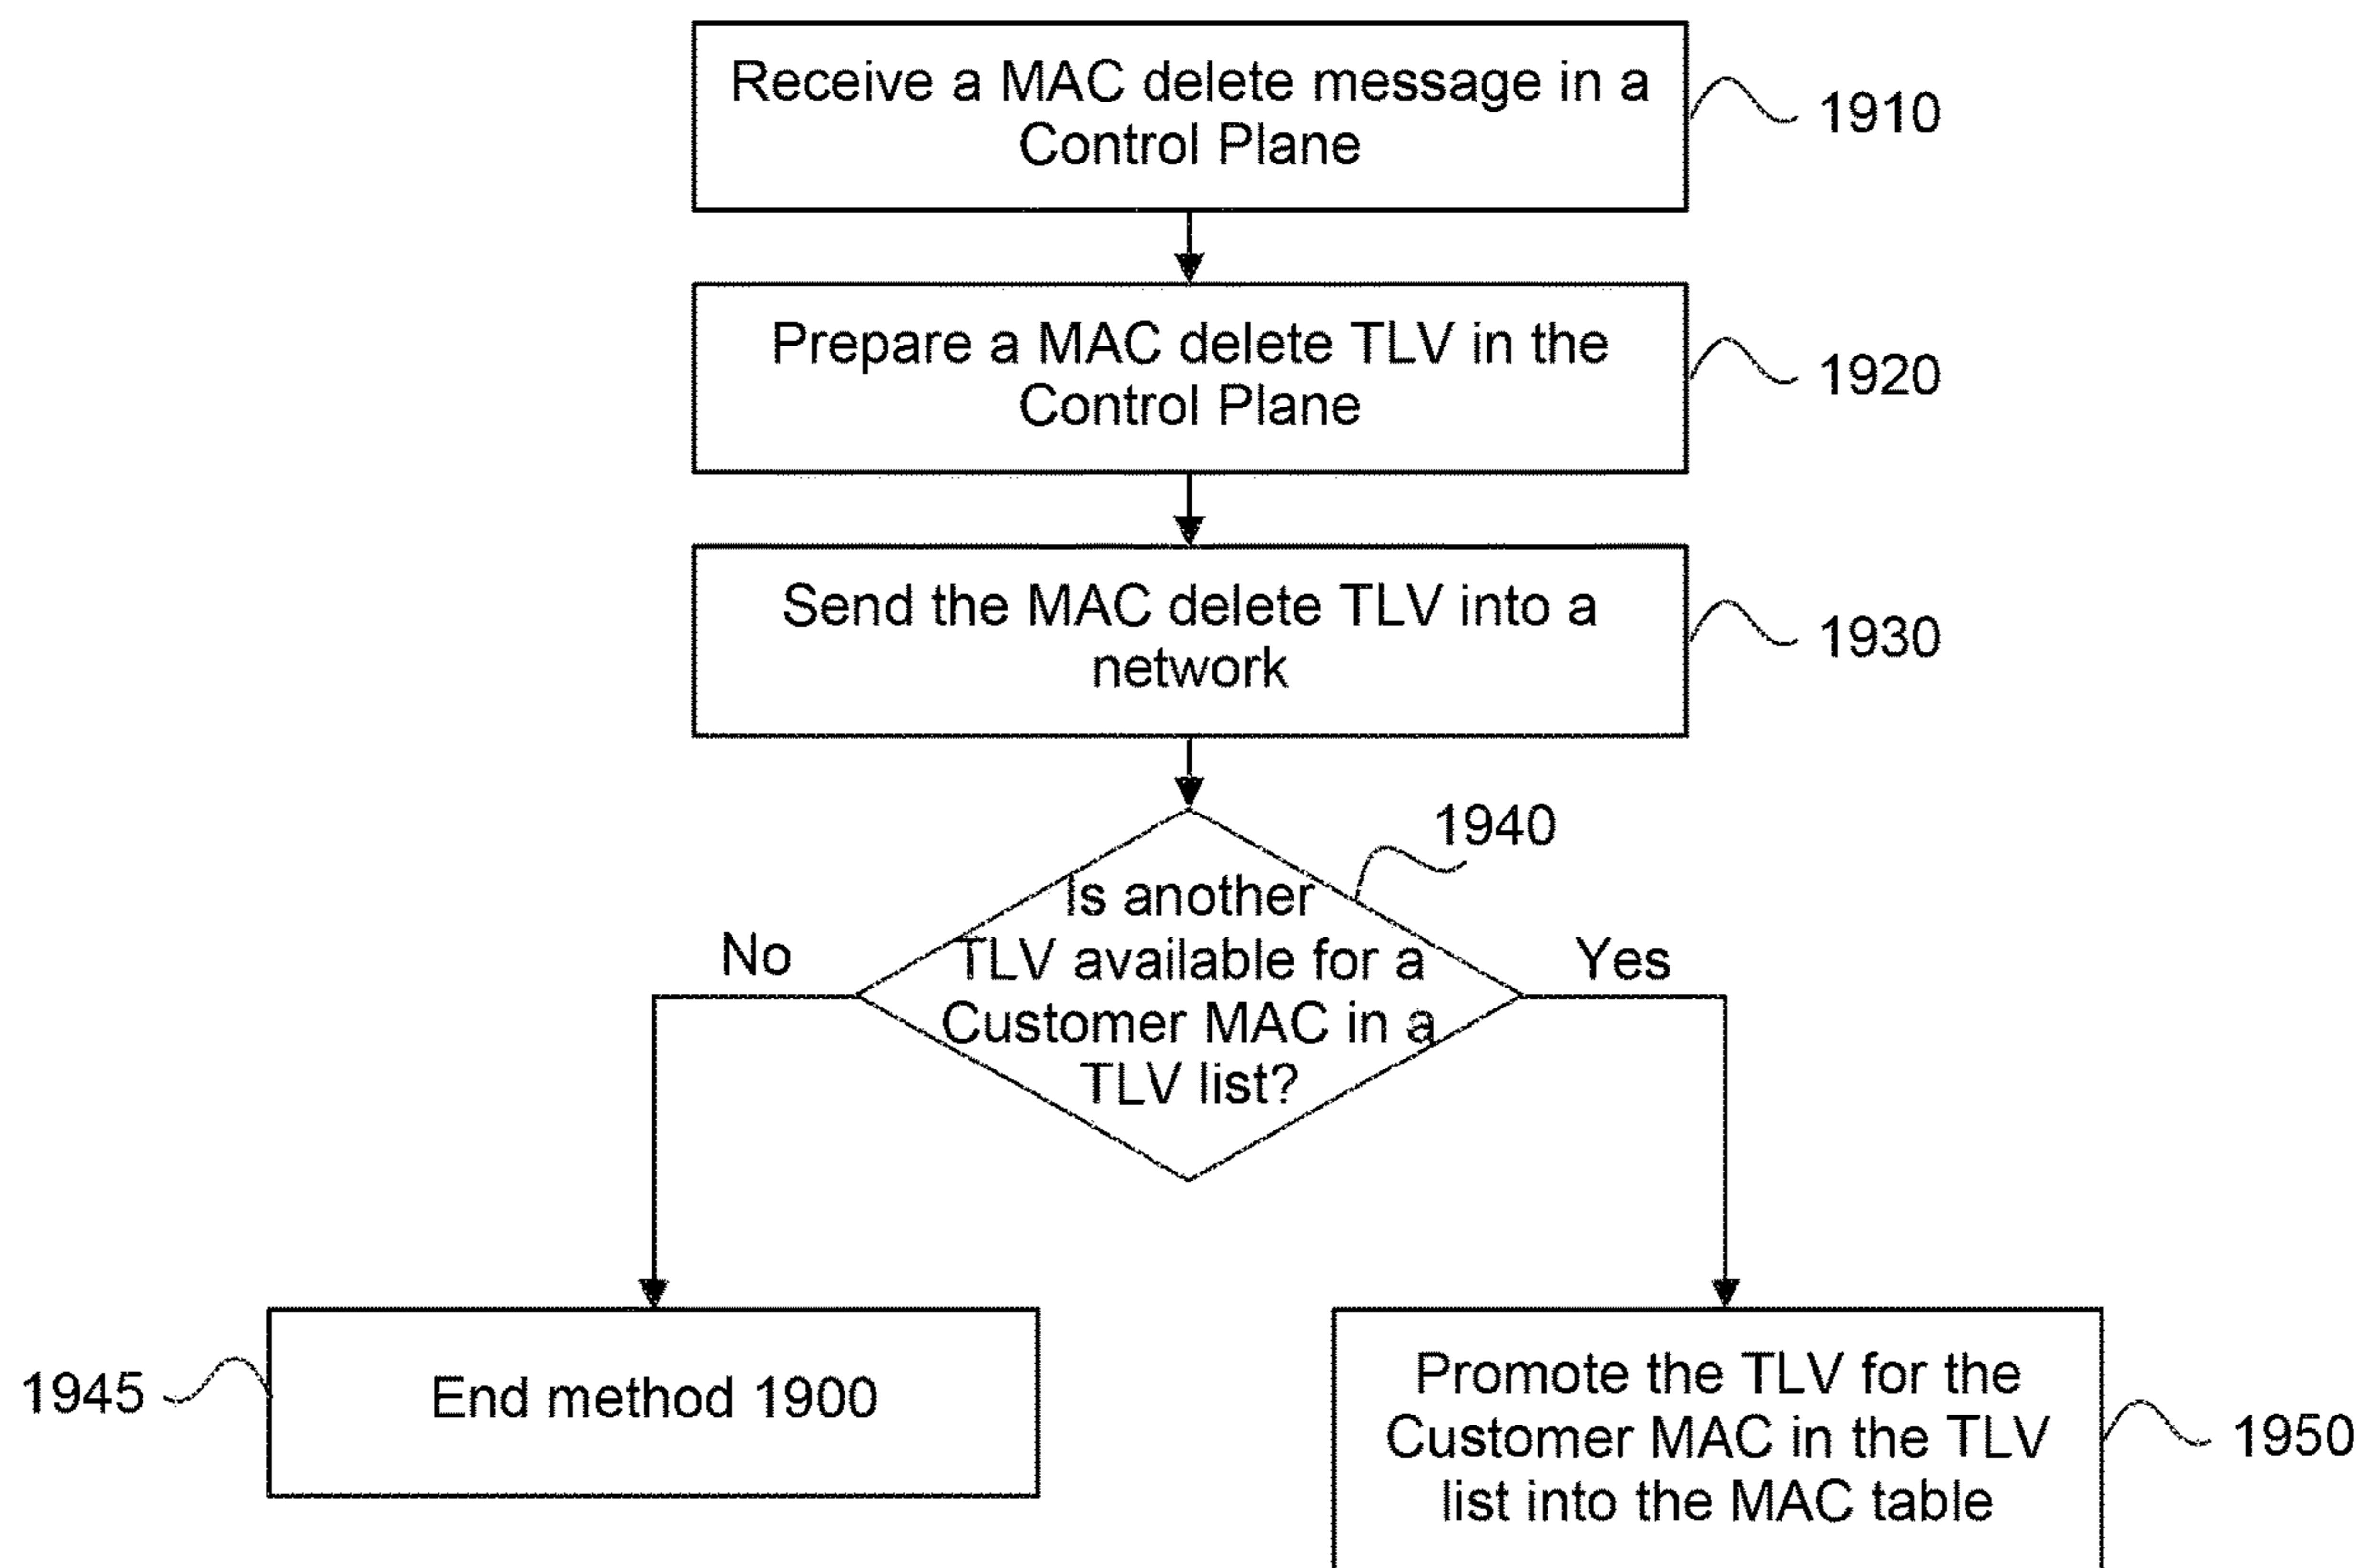 Receive a MAC delete message in a
Control Plane
1910
Prepare a MAC delete TLV in the
Control Plane
1920
Send the MAC delete TLV into a
network
1930
1940
Is another
TLV available for a
Customer MAC in a
TLV list?
No
Yes
1945
End method 1900
Promote the TLV for the
Customer MAC in the TLV
list into the MAC table
1950